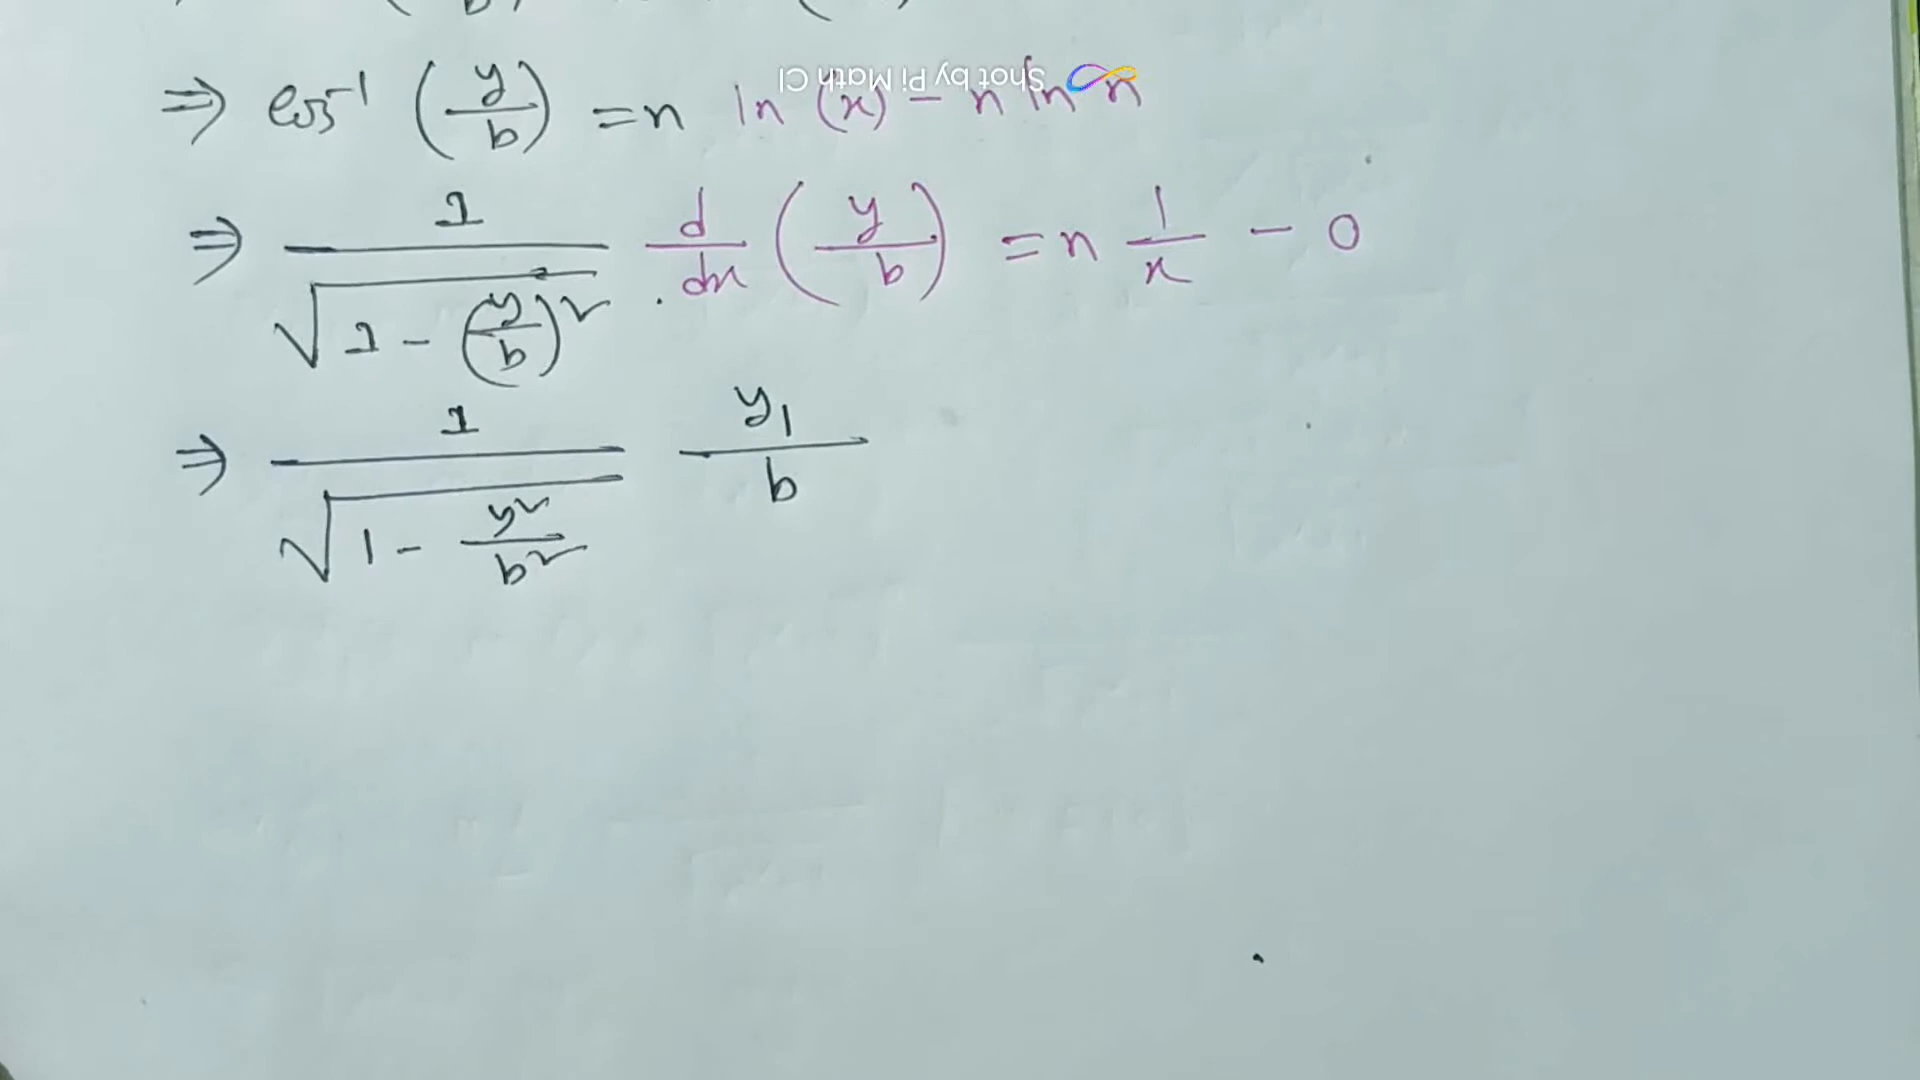 ⇒ cos⁻¹ (y/b) = n ln (x) - n ln n
Shot by Pi Math Cl
⇒ 1/√(1 - (y/b)²) . d/dx (y/b) = n 1/x - 0
⇒ 1/√(1 - y²/b²) y₁/b